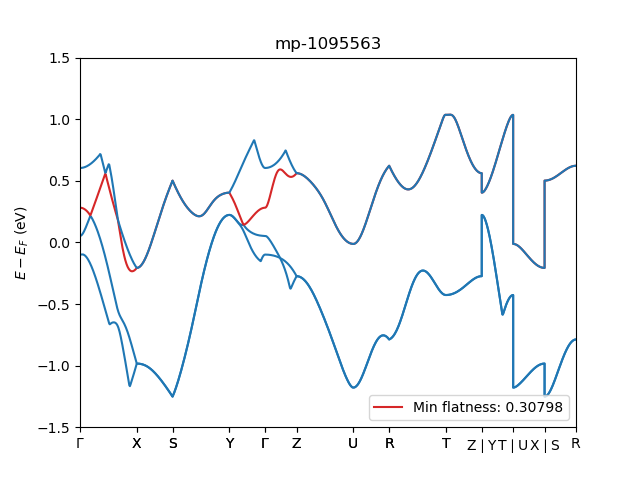 mp-1095563
E − E_F (eV)
1.5
1.0
0.5
0.0
−0.5
−1.0
−1.5
Min flatness: 0.30798
Γ X S Y Γ Z U R T Z | Y T | U X | S R